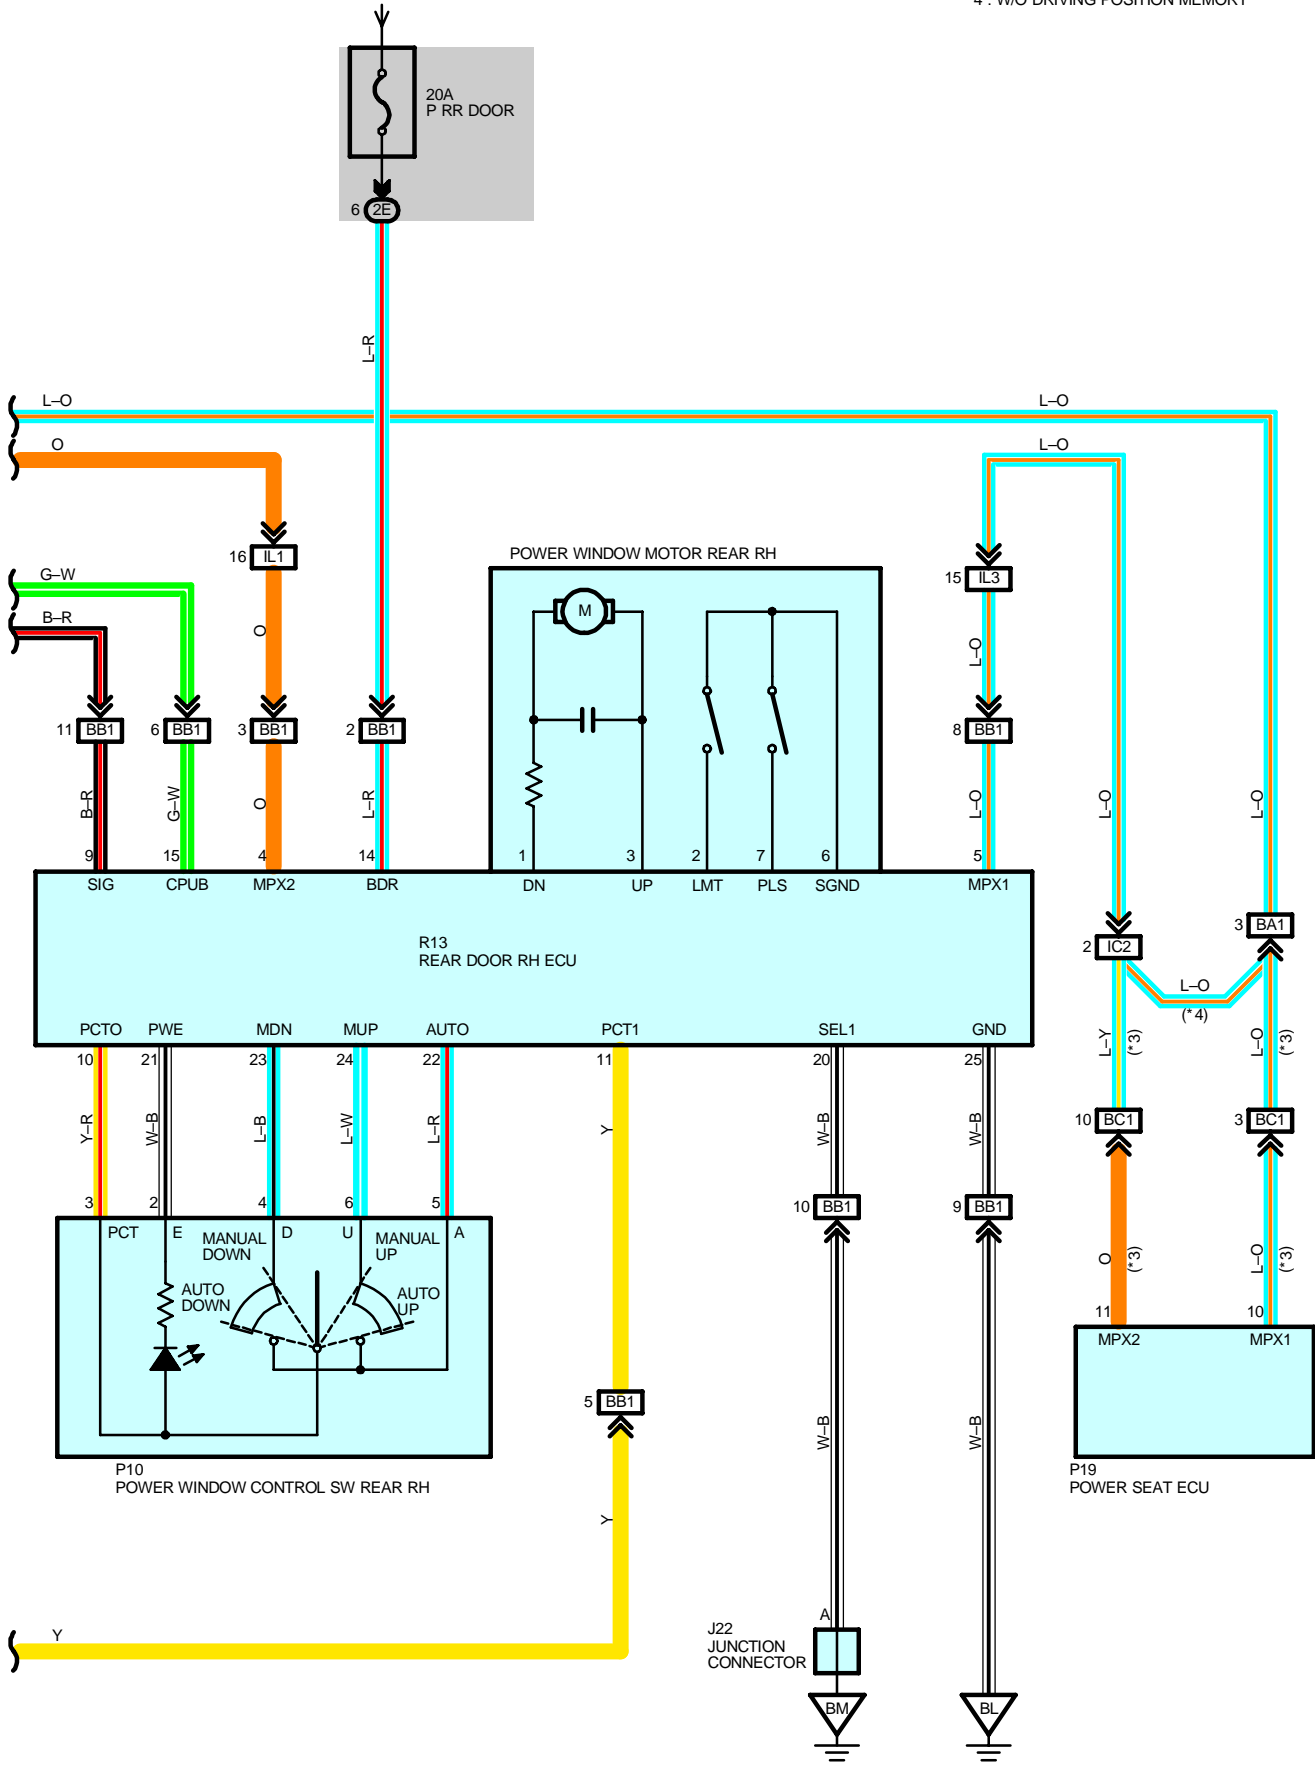 4 : W/O DRIVING POSITION MEMORY
20A
P RR DOOR
6 2E
L–R
L–O
L–O
O
L–O
16 IL1
POWER WINDOW MOTOR REAR RH
15 IL3
G–W
M
B–R
O
L–O
11 BB1
6 BB1
3 BB1
2 BB1
8 BB1
B–R
G–W
O
L–R
L–O
L–O
L–O
9
15
4
14
1
3
2
7
6
5
SIG
CPUB
MPX2
BDR
DN
UP
LMT
PLS
SGND
MPX1
R13
REAR DOOR RH ECU
3 BA1
2 IC2
L–O
(*4)
PCTO
PWE
MDN
MUP
AUTO
PCT1
SEL1
GND
10
21
23
24
22
11
20
25
L–Y
(*3)
L–O
(*3)
Y–R
W–B
L–B
L–W
L–R
Y
W–B
W–B
10 BC1
3 BC1
3
2
4
6
5
10 BB1
9 BB1
PCT
E
MANUAL
DOWN
D
U
MANUAL
UP
A
AUTO
DOWN
AUTO
UP
O
(*3)
L–O
(*3)
11
10
MPX2
MPX1
5 BB1
W–B
W–B
P10
POWER WINDOW CONTROL SW REAR RH
P19
POWER SEAT ECU
Y
Y
A
J22
JUNCTION
CONNECTOR
BM
BL